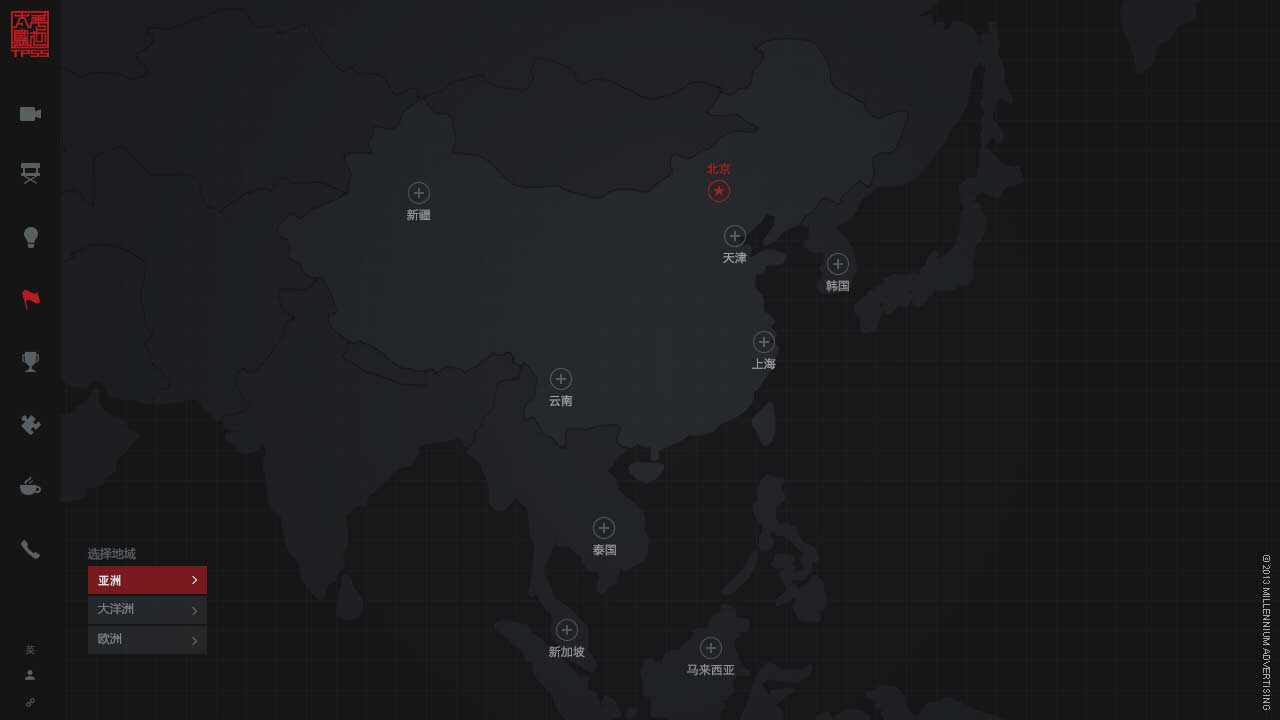 TPSS
北京
新疆
天津
韩国
上海
云南
泰国
选择地域
亚洲
大洋洲
欧洲
新加坡
马来西亚
英
© 2013 MILLENNIUM ADVERTISING